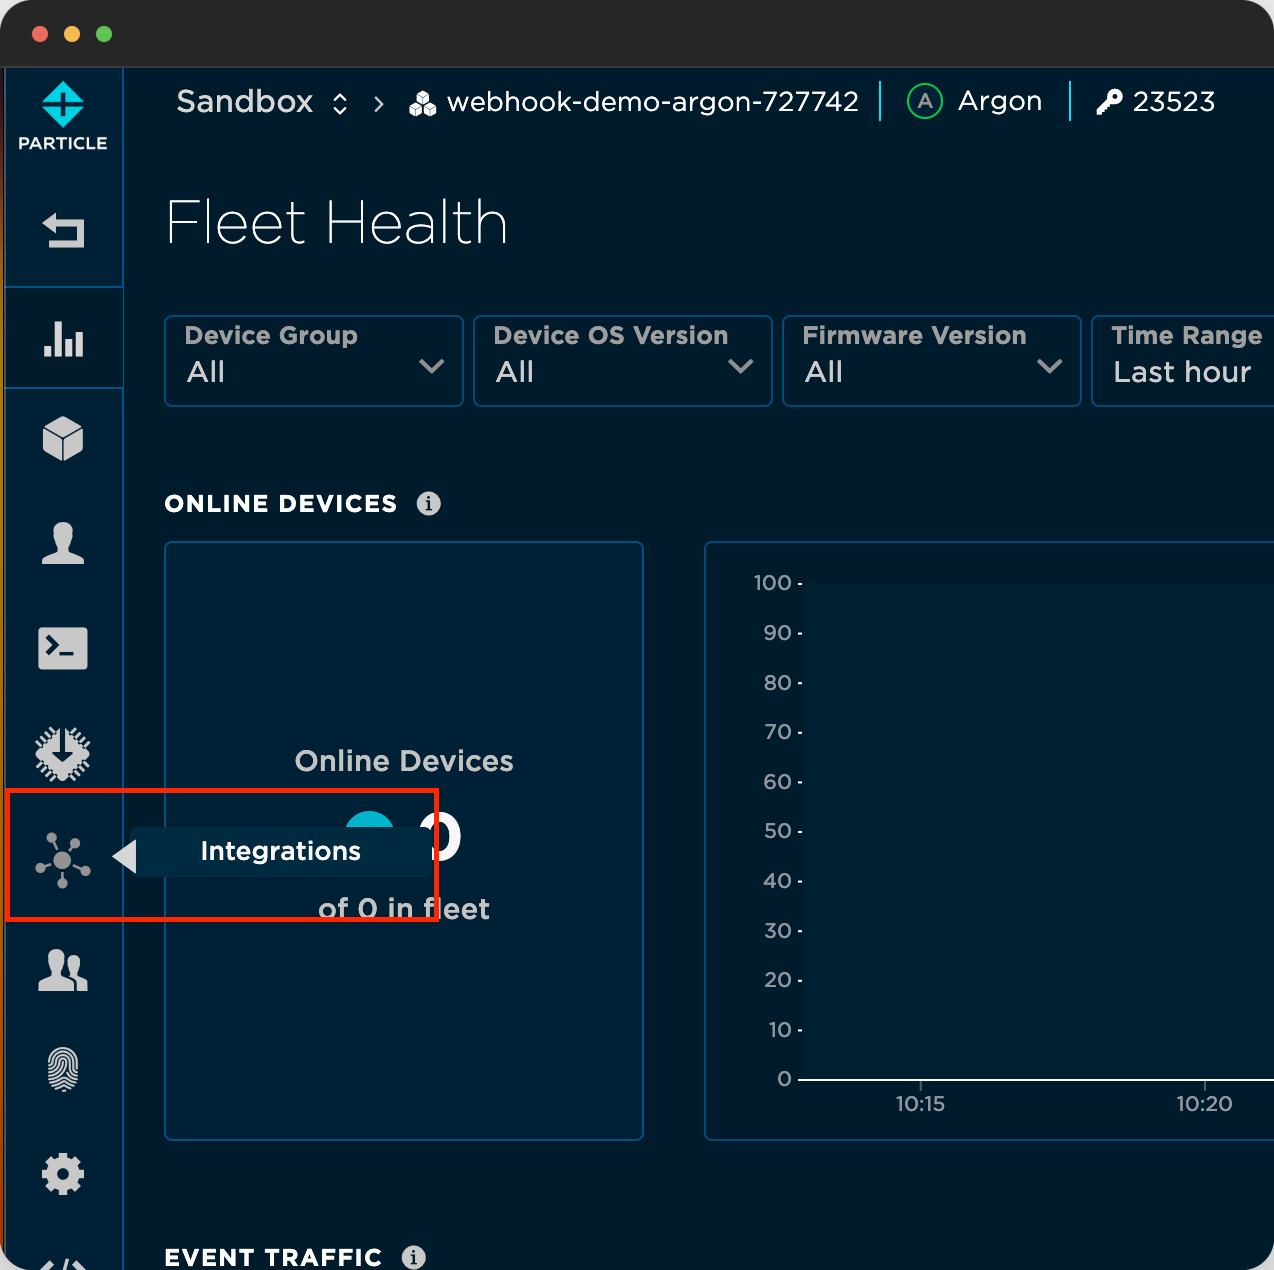 Sandbox > webhook-demo-argon-727742 A Argon 23523
PARTICLE
Fleet Health
Device Group
All
Device OS Version
All
Firmware Version
All
Time Range
Last hour
ONLINE DEVICES i
Online Devices
0
of 0 in fleet
Integrations
100
90
80
70
60
50
40
30
20
10
0
10:15
10:20
EVENT TRAFFIC i